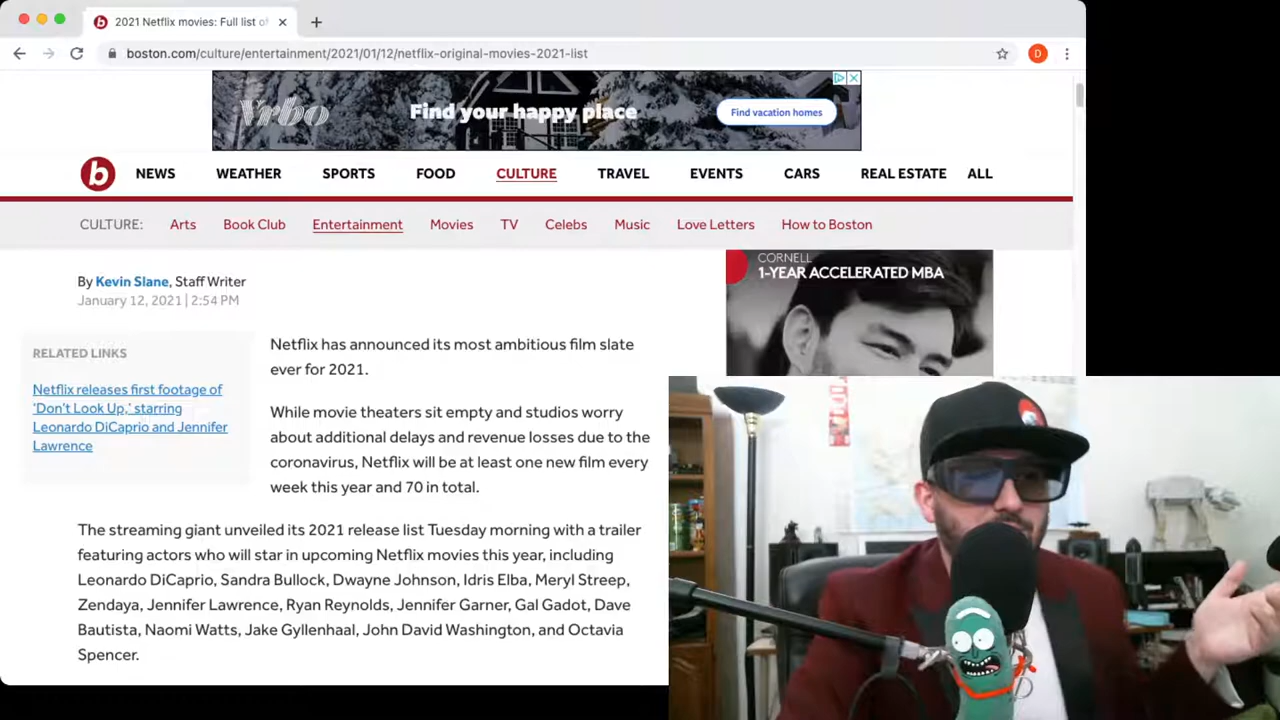 2021 Netflix movies: Full list of
boston.com/culture/entertainment/2021/01/12/netflix-original-movies-2021-list
D
Vrbo
Find your happy place
Find vacation homes
b
NEWS WEATHER SPORTS FOOD CULTURE TRAVEL EVENTS CARS REAL ESTATE ALL
CULTURE: Arts Book Club Entertainment Movies TV Celebs Music Love Letters How to Boston
CORNELL
1-YEAR ACCELERATED MBA
By Kevin Slane, Staff Writer
January 12, 2021 | 2:54 PM
RELATED LINKS
Netflix releases first footage of
‘Don’t Look Up,’ starring
Leonardo DiCaprio and Jennifer
Lawrence
Netflix has announced its most ambitious film slate
ever for 2021.
While movie theaters sit empty and studios worry
about additional delays and revenue losses due to the
coronavirus, Netflix will be at least one new film every
week this year and 70 in total.
The streaming giant unveiled its 2021 release list Tuesday morning with a trailer
featuring actors who will star in upcoming Netflix movies this year, including
Leonardo DiCaprio, Sandra Bullock, Dwayne Johnson, Idris Elba, Meryl Streep,
Zendaya, Jennifer Lawrence, Ryan Reynolds, Jennifer Garner, Gal Gadot, Dave
Bautista, Naomi Watts, Jake Gyllenhaal, John David Washington, and Octavia
Spencer.